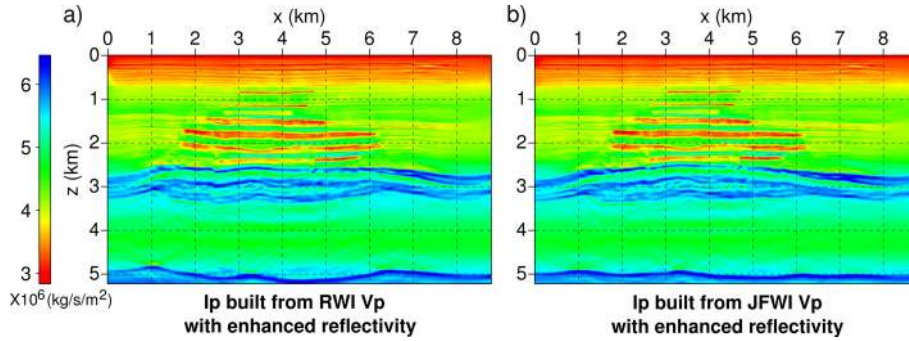 a)
x (km)
0 1 2 3 4 5 6 7 8
0
1
2
3
4
5
z (km)
6
5
4
3
X10⁶(kg/s/m²)
Ip built from RWI Vp
with enhanced reflectivity
b)
x (km)
0 1 2 3 4 5 6 7 8
0
1
2
3
4
5
z (km)
Ip built from JFWI Vp
with enhanced reflectivity